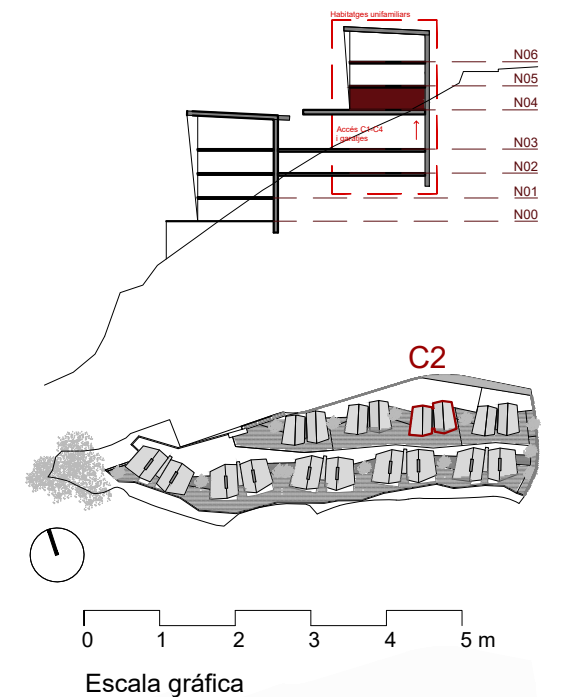 Habitatges unifamiliars
N06
N05
N04
Accés C1-C4
i garatjes
N03
N02
N01
N00
C2
0 1 2 3 4 5 m
Escala gráfica